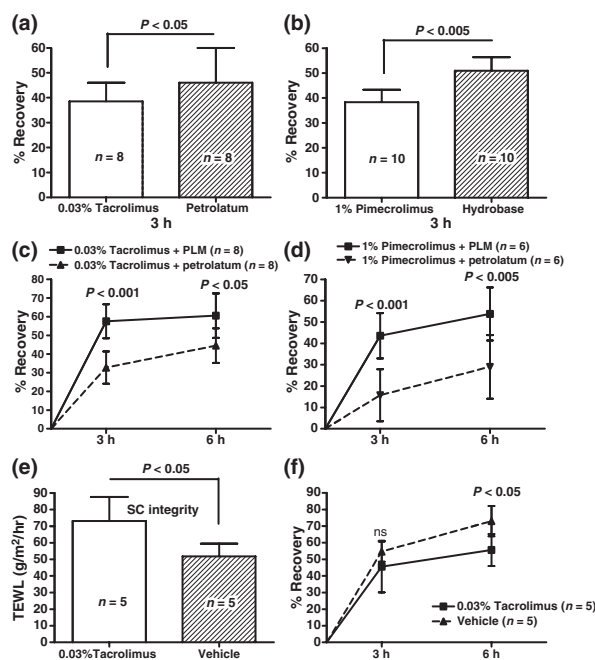 (a)
P < 0.05
% Recovery
60
50
40
30
20
10
0
n = 8
n = 8
0.03% Tacrolimus
Petrolatum
3 h
(b)
P < 0.005
% Recovery
60
50
40
30
20
10
0
n = 10
n = 10
1% Pimecrolimus
Hydrobase
3 h
(c)
0.03% Tacrolimus + PLM (n = 8)
0.03% Tacrolimus + petrolatum (n = 8)
P < 0.001
P < 0.05
% Recovery
80
70
60
50
40
30
20
10
0
3 h
6 h
(d)
1% Pimecrolimus + PLM (n = 6)
1% Pimecrolimus + petrolatum (n = 6)
P < 0.001
P < 0.005
% Recovery
70
60
50
40
30
20
10
0
3 h
6 h
(e)
P < 0.05
SC integrity
TEWL (g/m²/hr)
90
80
70
60
50
40
30
20
10
0
n = 5
n = 5
0.03%Tacrolimus
Vehicle
(f)
P < 0.05
ns
% Recovery
90
80
70
60
50
40
30
20
10
0
0.03% Tacrolimus (n = 5)
Vehicle (n = 5)
3 h
6 h